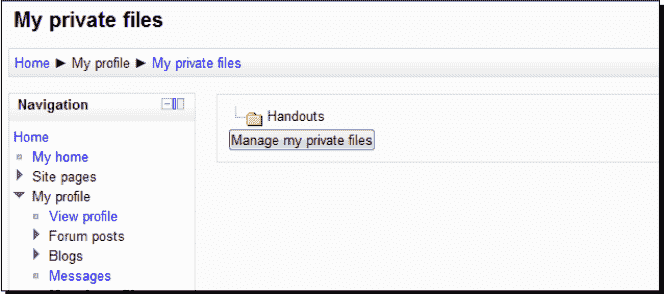 My private files
Home ► My profile ► My private files
Navigation
Home
My home
Site pages
My profile
View profile
Forum posts
Blogs
Messages
Handouts
Manage my private files